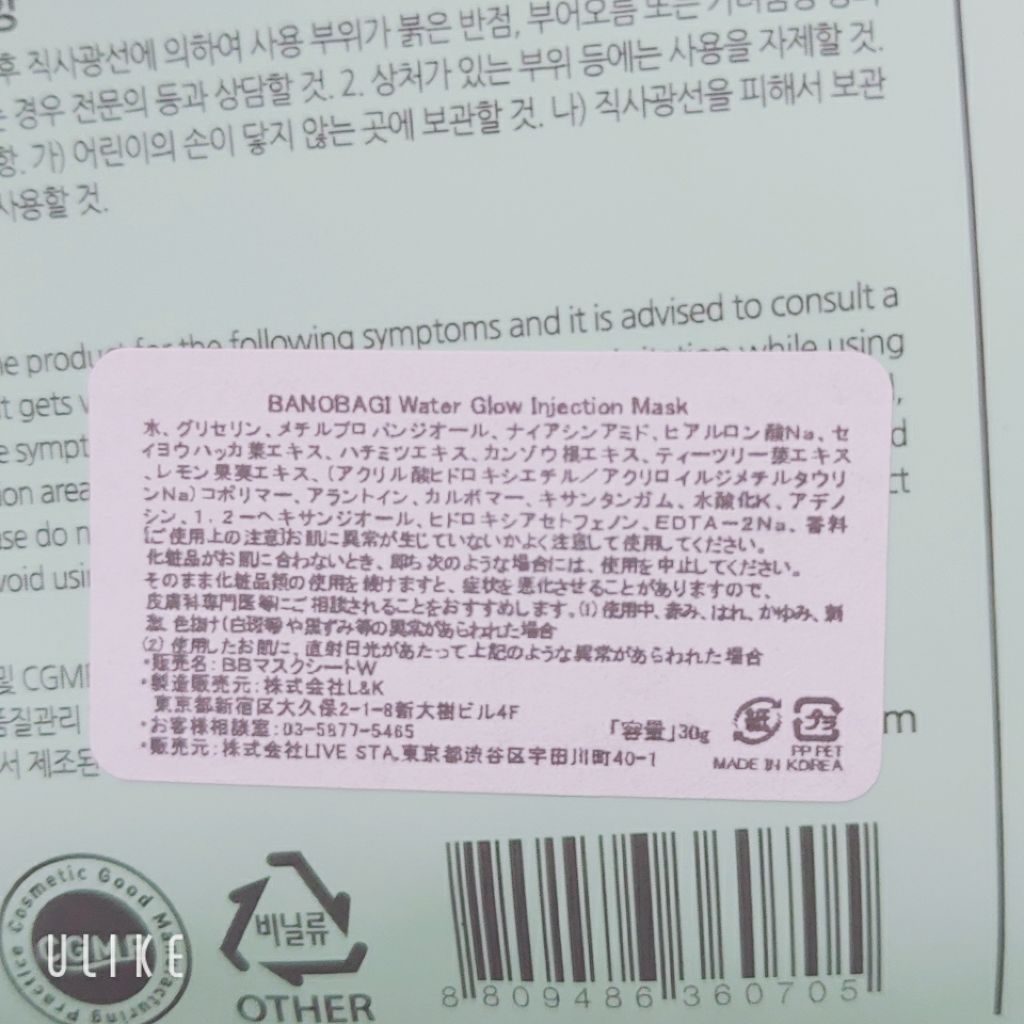 후 직사광선에 의하여 사용 부위가 붉은 반점, 부어오름 또는
경우 전문의 등과 상담할 것. 2. 상처가 있는 부위 등에는 사용을 자제할 것.
항. 가) 어린이의 손이 닿지 않는 곳에 보관할 것. 나) 직사광선을 피해서 보관
사용할 것.
the following symptoms and it is advised to consult a
while using
t gets
ion area
se do n
void usi
및 CGM
품질관리
서 제조된
BANOBAGI Water Glow Injection Mask
水、グリセリン、メチルプロパンジオール、ナイアシンアミド、ヒアルロン酸Na、セ
イヨウハッカ葉エキス、ハチミツエキス、カンゾウ根エキス、ティーツリー葉エキス
、レモン果実エキス、（アクリル酸ヒドロキシエチル／アクリロイルジメチルタウリ
ンNa）コポリマー、アラントイン、カルボマー、キサンタンガム、水酸化K、アデノ
シン、１，２－ヘキサンジオール、ヒドロキシアセトフェノン、EDTA－2Na、香料
[ご使用上の注意]お肌に異常が生じていないかよく注意して使用してください。
化粧品がお肌に合わないとき、即ち次のような場合には、使用を中止してください。
そのまま化粧品類の使用を続けますと、症状を悪化させることがありますので、
皮膚科専門医等にご相談されることをおすすめします。(1)使用中、赤み、はれ、かゆみ、刺
激、色抜け(白斑等)や黒ずみ等の異常があらわれた場合
(2)使用したお肌に、直射日光があたって上記のような異常があらわれた場合
・販売名：BBマスクシートW
・製造販売元：株式会社L&K
東京都新宿区大久保2-1-8新大樹ビル4F
・お客様相談室：03-5877-5465
・販売元：株式会社LIVE STA,東京都渋谷区宇田川町40-1
「容量」30g
紙 プラ
PP PET
MADE IN KOREA
Cosmetic Good Manufacturing Practice
CGMP
ULIKE
비닐류
OTHER
8 809486 360705